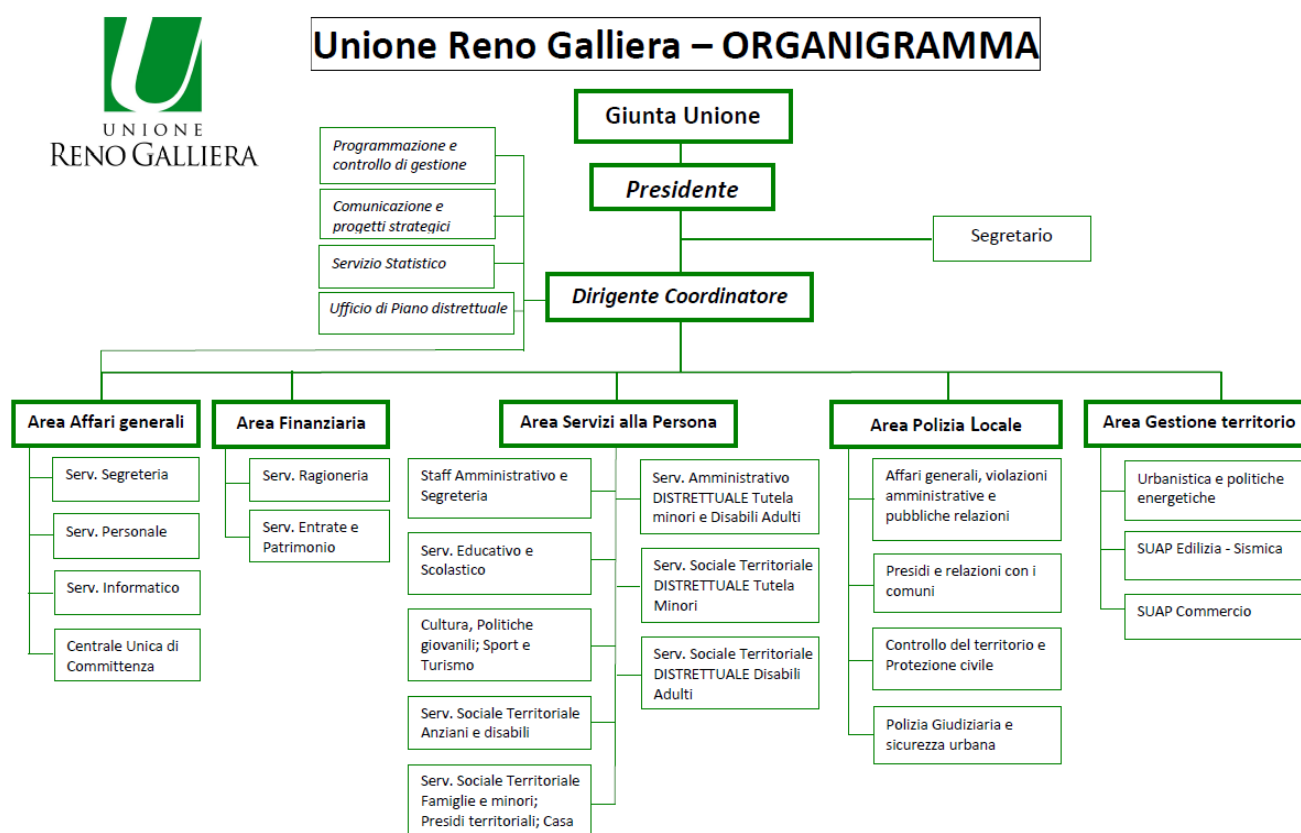 Unione Reno Galliera – ORGANIGRAMMA
UNIONE
RENO GALLIERA
Giunta Unione
Presidente
Segretario
Dirigente Coordinatore
Programmazione e
controllo di gestione
Comunicazione e
progetti strategici
Servizio Statistico
Ufficio di Piano distrettuale
Area Affari generali
Serv. Segreteria
Serv. Personale
Serv. Informatico
Centrale Unica di
Committenza
Area Finanziaria
Serv. Ragioneria
Serv. Entrate e
Patrimonio
Area Servizi alla Persona
Staff Amministrativo e
Segreteria
Serv. Educativo e
Scolastico
Cultura, Politiche
giovanili; Sport e
Turismo
Serv. Sociale Territoriale
Anziani e disabili
Serv. Sociale Territoriale
Famiglie e minori;
Presidi territoriali; Casa
Serv. Amministrativo
DISTRETTUALE Tutela
minori e Disabili Adulti
Serv. Sociale Territoriale
DISTRETTUALE Tutela
Minori
Serv. Sociale Territoriale
DISTRETTUALE Disabili
Adulti
Area Polizia Locale
Affari generali, violazioni
amministrative e
pubbliche relazioni
Presidi e relazioni con i
comuni
Controllo del territorio e
Protezione civile
Polizia Giudiziaria e
sicurezza urbana
Area Gestione territorio
Urbanistica e politiche
energetiche
SUAP Edilizia - Sismica
SUAP Commercio